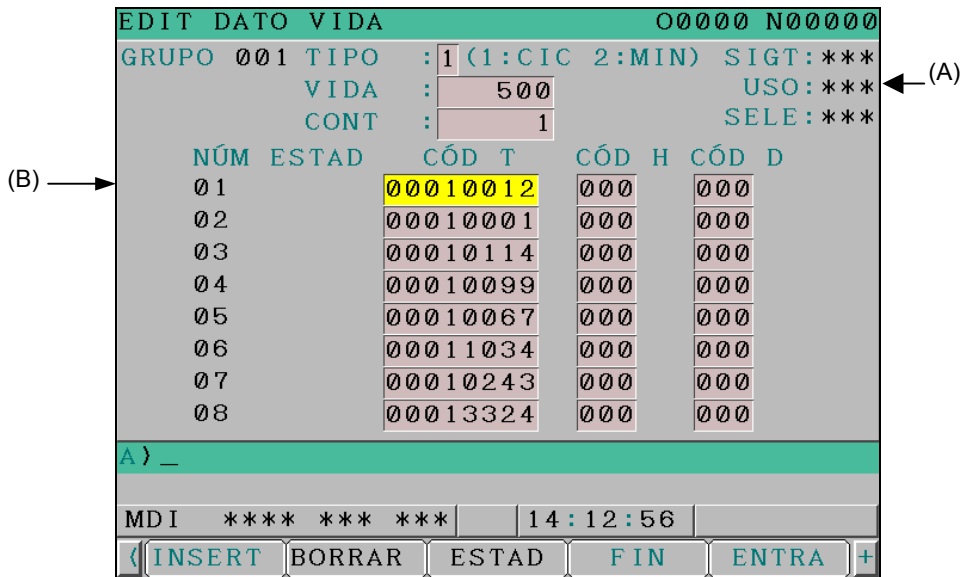 EDIT DATO VIDA O0000 N00000
GRUPO 001 TIPO :1(1:CIC 2:MIN) SIGT:***
VIDA : 500 USO:*** (A)
CONT : 1 SELE:***
NÚM ESTAD CÓD T CÓD H CÓD D
(B) 01 00010012 000 000
02 00010001 000 000
03 00010114 000 000
04 00010099 000 000
05 00010067 000 000
06 00011034 000 000
07 00010243 000 000
08 00013324 000 000
A)_
MDI **** *** *** 14:12:56
( INSERT BORRAR ESTAD FIN ENTRA +